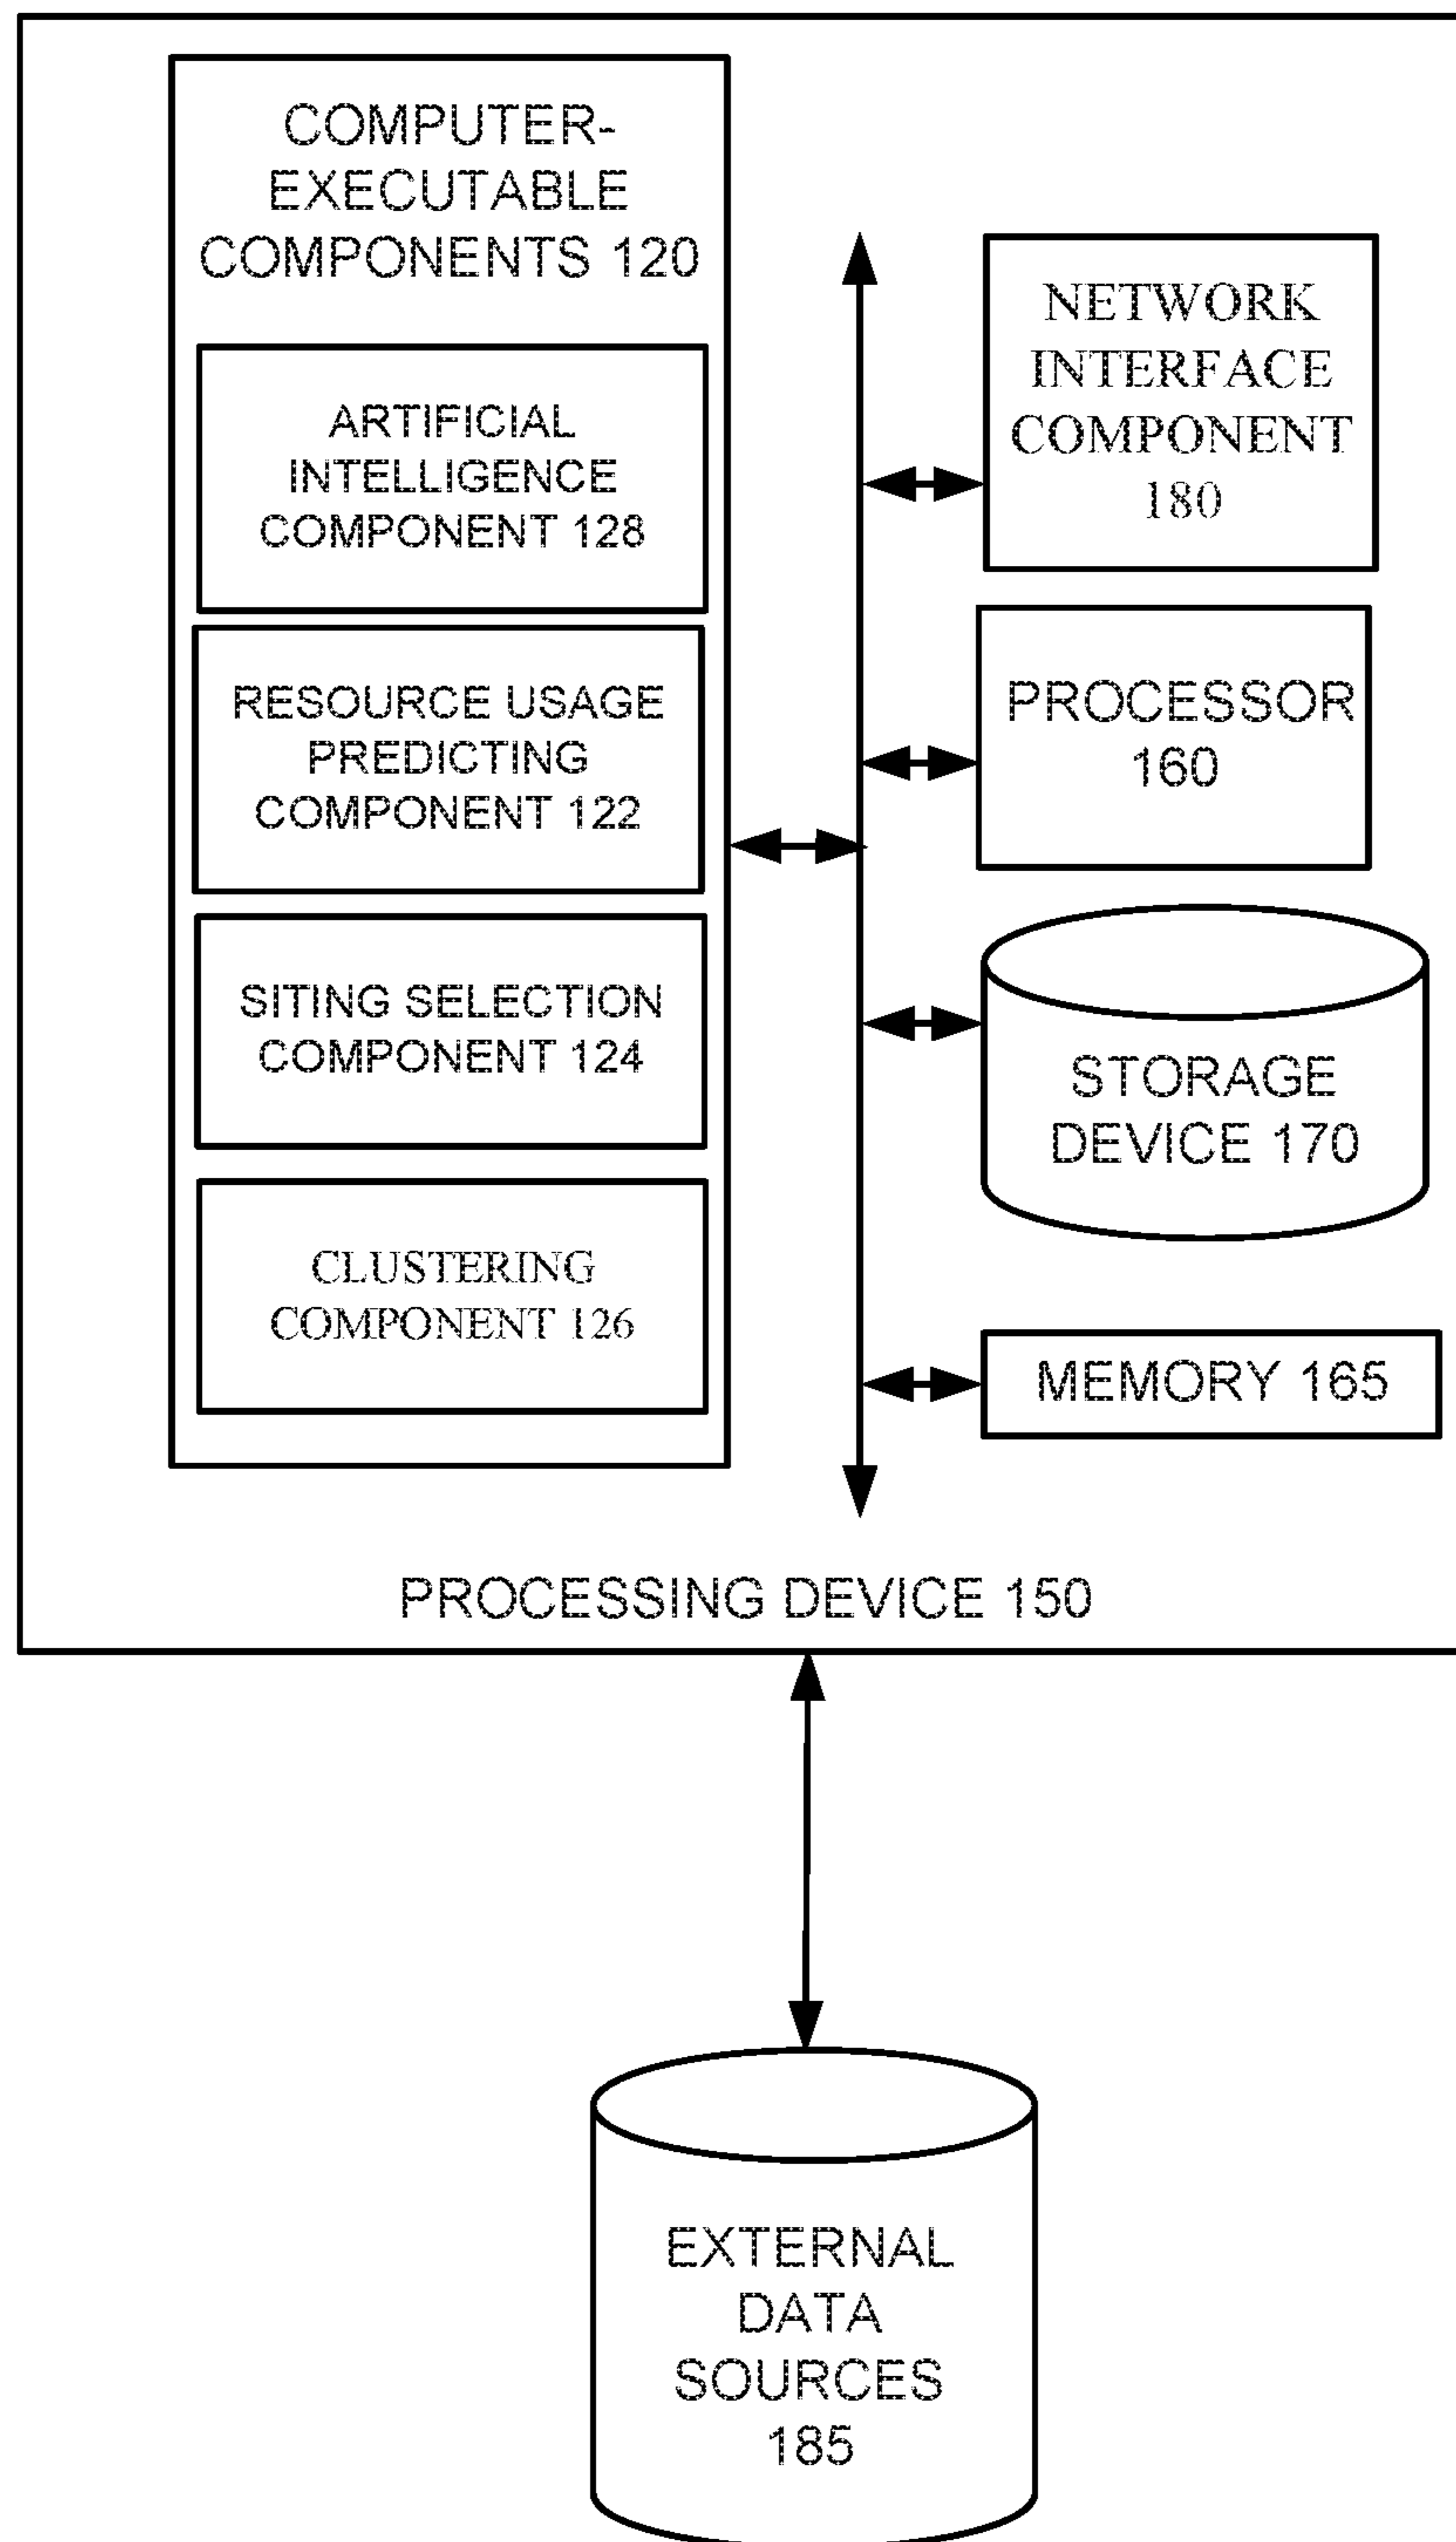 COMPUTER-
EXECUTABLE
COMPONENTS 120
ARTIFICIAL
INTELLIGENCE
COMPONENT 128
RESOURCE USAGE
PREDICTING
COMPONENT 122
SITING SELECTION
COMPONENT 124
CLUSTERING
COMPONENT 126
NETWORK
INTERFACE
COMPONENT
180
PROCESSOR
160
STORAGE
DEVICE 170
MEMORY 165
PROCESSING DEVICE 150
EXTERNAL
DATA
SOURCES
185